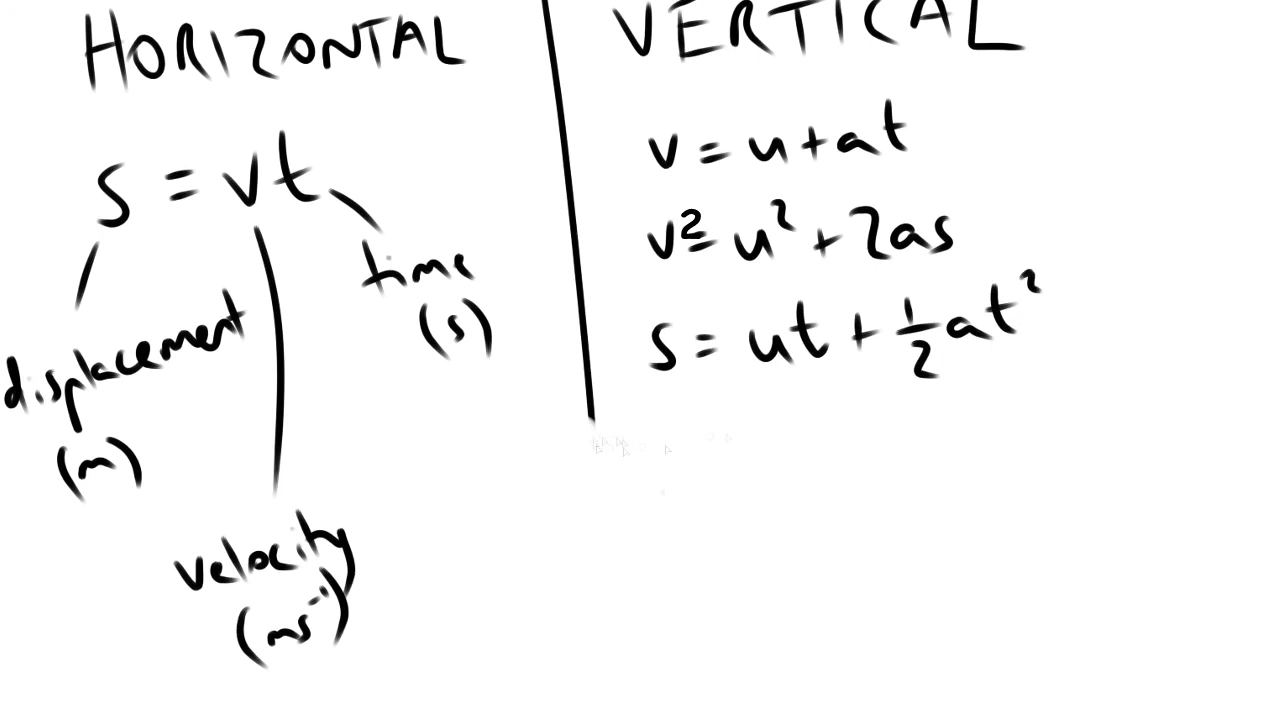 HORIZONTAL
s = vt
displacement
(m)
time
(s)
velocity
(ms⁻¹)
VERTICAL
v = u + at
v² = u² + 2as
s = ut + ½at²